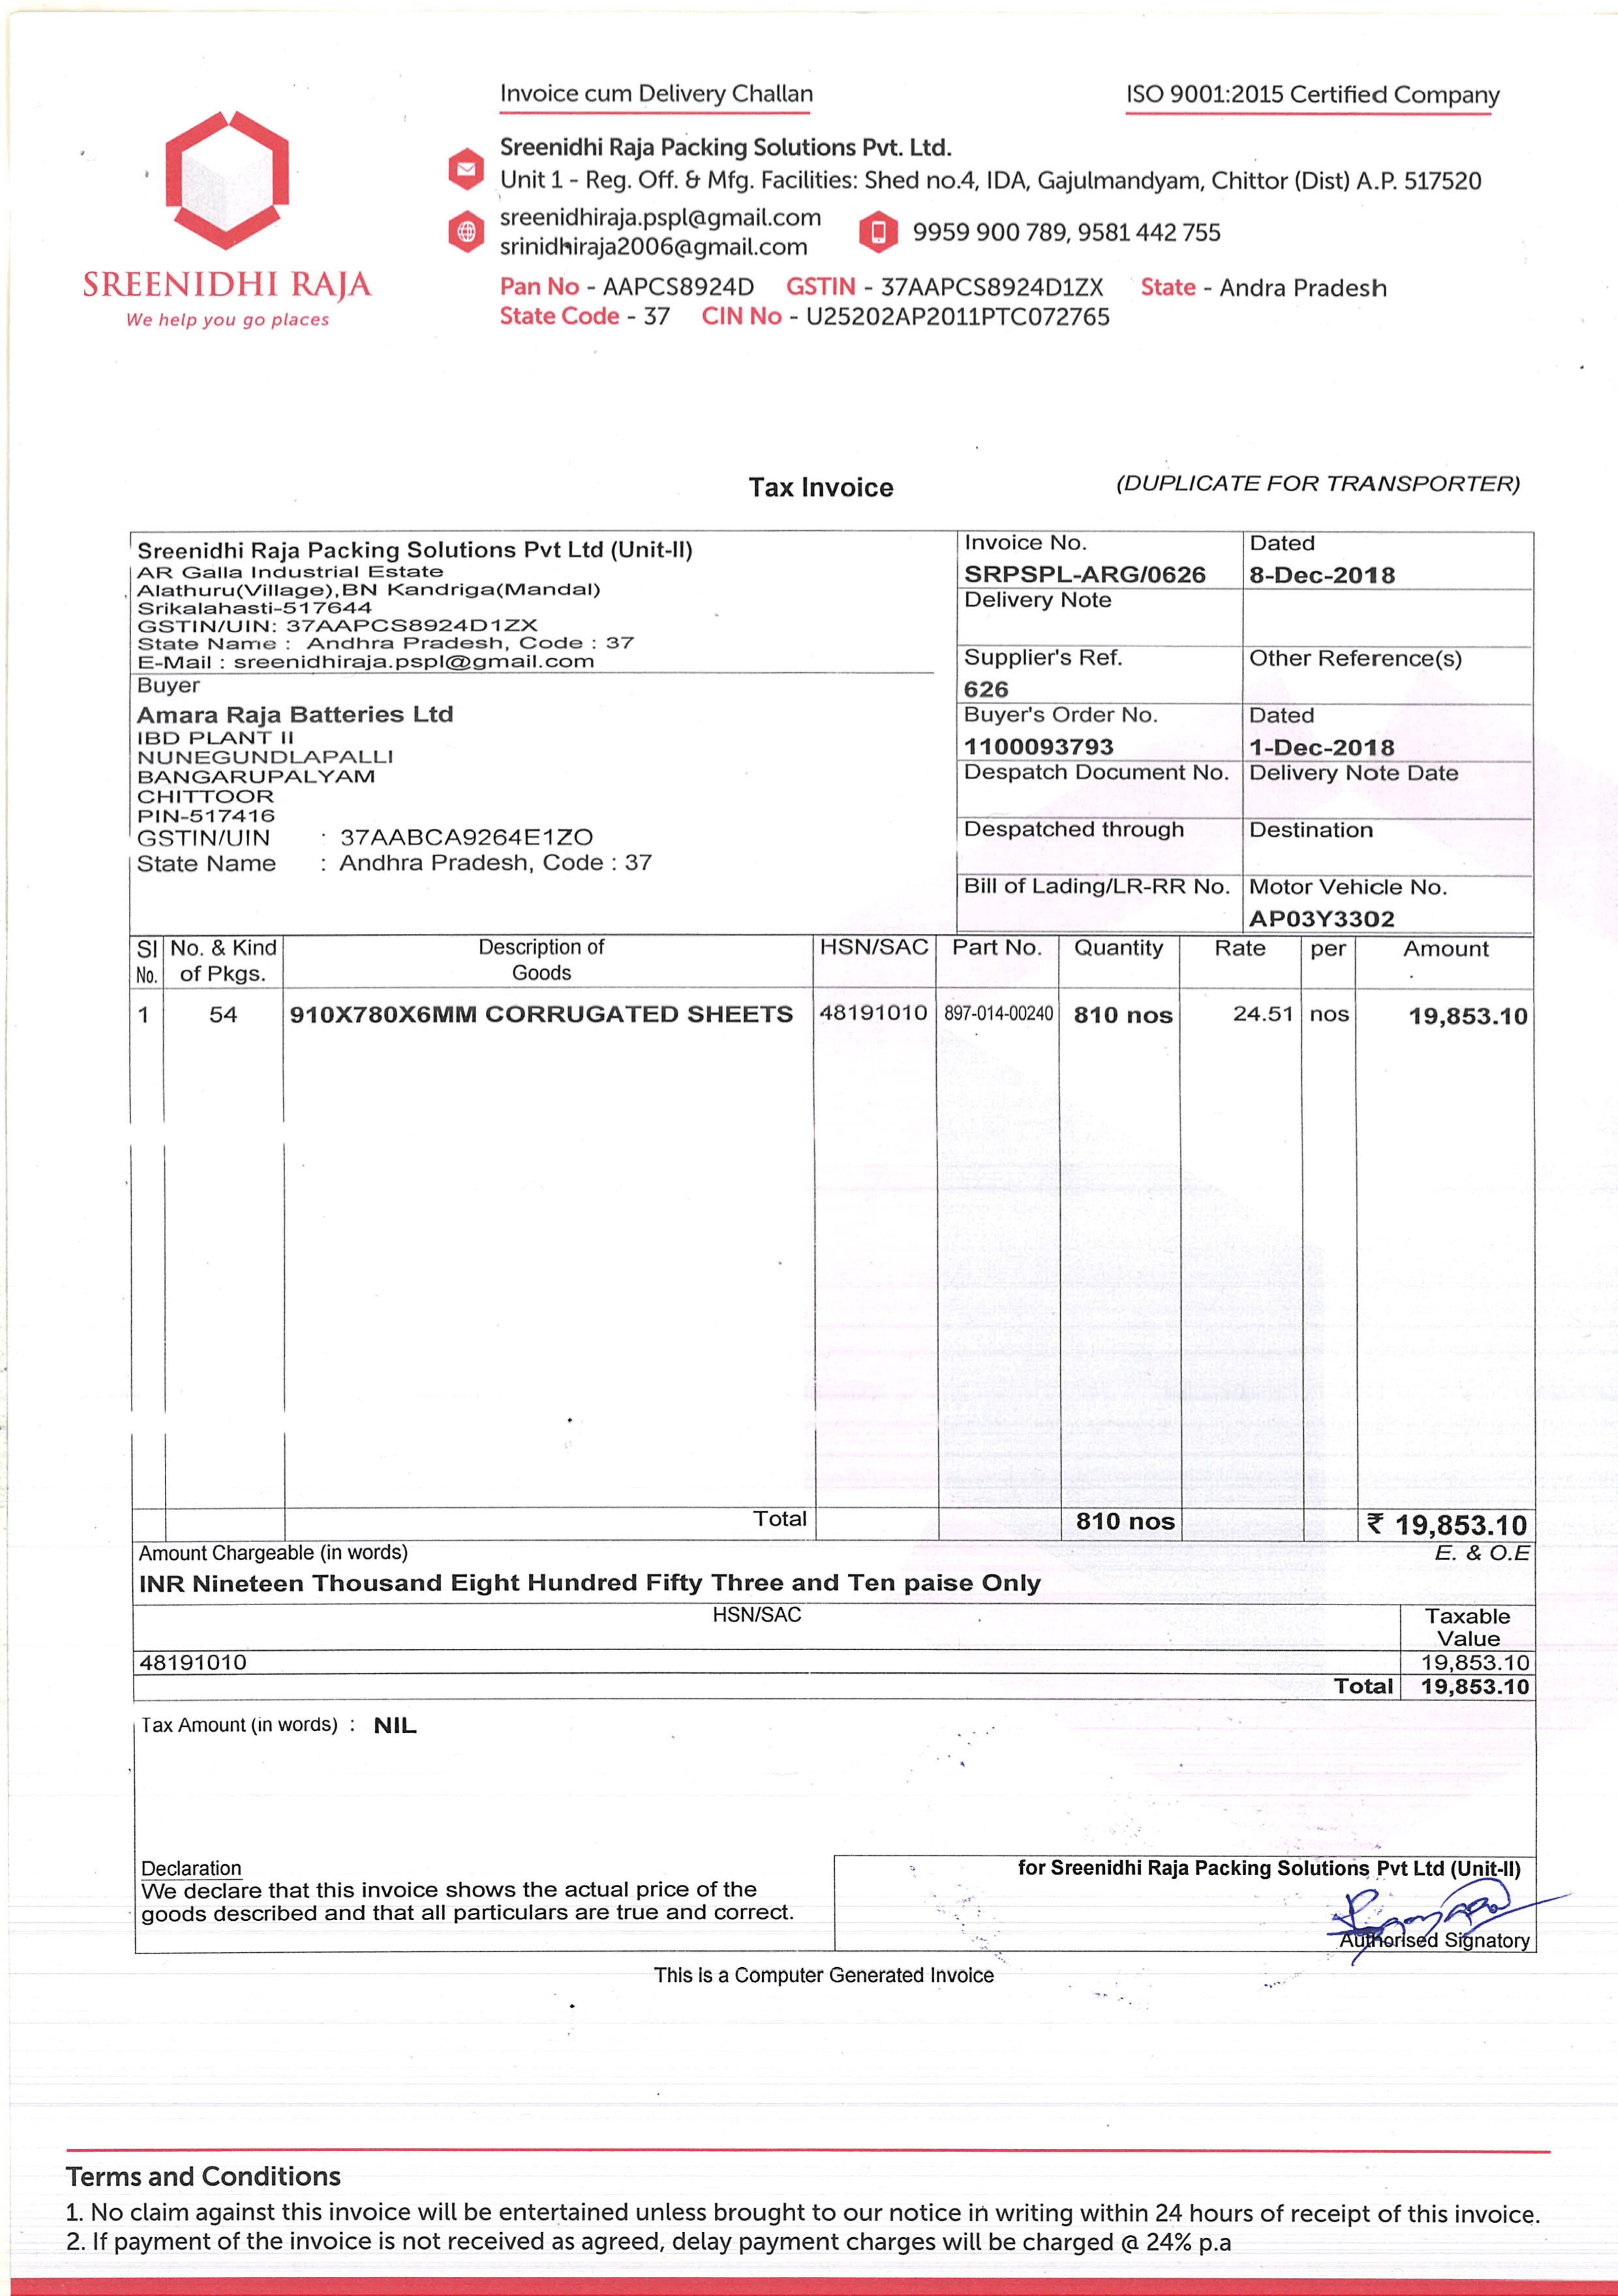 Invoice cum Delivery Challan
ISO 9001:2015 Certified Company
Sreenidhi Raja Packing Solutions Pvt. Ltd.
Unit 1 - Reg. Off. & Mfg. Facilities: Shed no.4, IDA, Gajulmandyam, Chittor (Dist) A.P. 517520
sreenidhiraja.pspl@gmail.com
srinidhiraja2006@gmail.com
9959 900 789, 9581 442 755
SREENIDHI RAJA
We help you go places
Pan No - AAPCS8924D GSTIN - 37AAPCS8924D1ZX State - Andra Pradesh
State Code - 37 CIN No - U25202AP2011PTC072765
Tax Invoice
(DUPLICATE FOR TRANSPORTER)
Sreenidhi Raja Packing Solutions Pvt Ltd (Unit-II)
AR Galla Industrial Estate
Alathuru(Village),BN Kandriga(Mandal)
Srikalahasti-517644
GSTIN/UIN: 37AAPCS8924D1ZX
State Name : Andhra Pradesh, Code : 37
E-Mail : sreenidhiraja.pspl@gmail.com
Buyer
Amara Raja Batteries Ltd
IBD PLANT II
NUNEGUNDLAPALLI
BANGARUPALYAM
CHITTOOR
PIN-517416
GSTIN/UIN : 37AABCA9264E1ZO
State Name : Andhra Pradesh, Code : 37
Invoice No. Dated
SRPSPL-ARG/0626 8-Dec-2018
Delivery Note
Supplier's Ref. Other Reference(s)
626
Buyer's Order No. Dated
1100093793 1-Dec-2018
Despatch Document No. Delivery Note Date
Despatched through Destination
Bill of Lading/LR-RR No. Motor Vehicle No.
AP03Y3302
SI No. & Kind Description of HSN/SAC Part No. Quantity Rate per Amount
No. of Pkgs. Goods
1 54 910X780X6MM CORRUGATED SHEETS 48191010 897-014-00240 810 nos 24.51 nos 19,853.10
Total 810 nos ₹ 19,853.10
Amount Chargeable (in words) E. & O.E
INR Nineteen Thousand Eight Hundred Fifty Three and Ten paise Only
HSN/SAC Taxable
Value
48191010 19,853.10
Total 19,853.10
Tax Amount (in words) : NIL
Declaration
We declare that this invoice shows the actual price of the
goods described and that all particulars are true and correct.
for Sreenidhi Raja Packing Solutions Pvt Ltd (Unit-II)
Authorised Signatory
This is a Computer Generated Invoice
Terms and Conditions
1. No claim against this invoice will be entertained unless brought to our notice in writing within 24 hours of receipt of this invoice.
2. If payment of the invoice is not received as agreed, delay payment charges will be charged @ 24% p.a